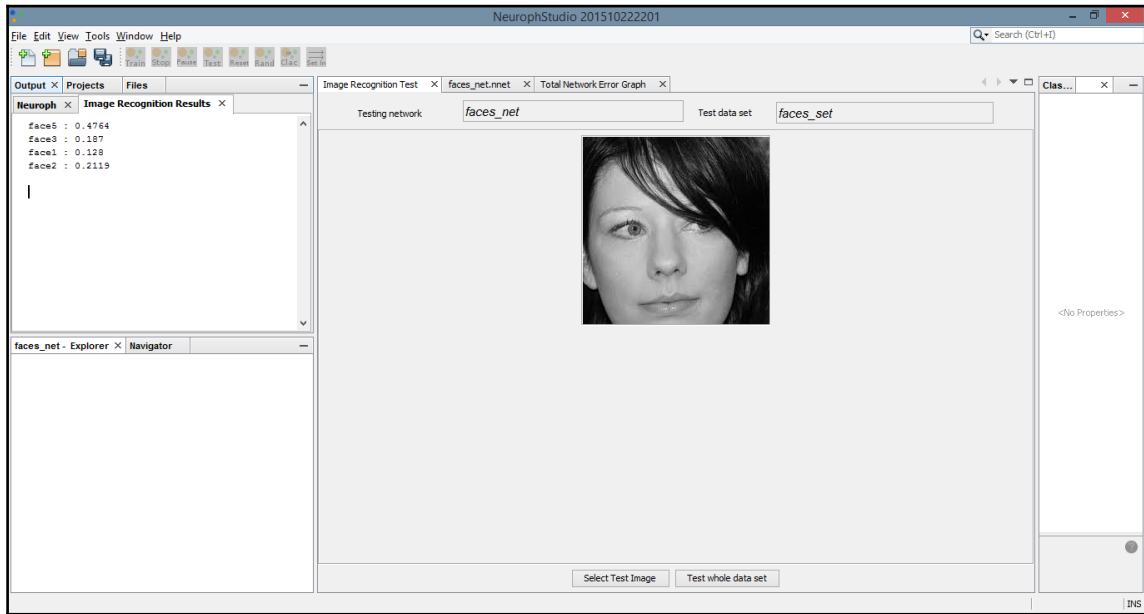 NeurophStudio 201510222201
File Edit View Tools Window Help
Search (Ctrl+I)
Train Stop Pause Test Reset Rand Clac Set In
Output Projects Files
Neuroph Image Recognition Results
face5 : 0.4764
face3 : 0.187
face1 : 0.128
face2 : 0.2119
faces_net - Explorer Navigator
Image Recognition Test faces_net.nnet Total Network Error Graph
Testing network faces_net Test data set faces_set
Select Test Image Test whole data set
Clas...
<No Properties>
INS